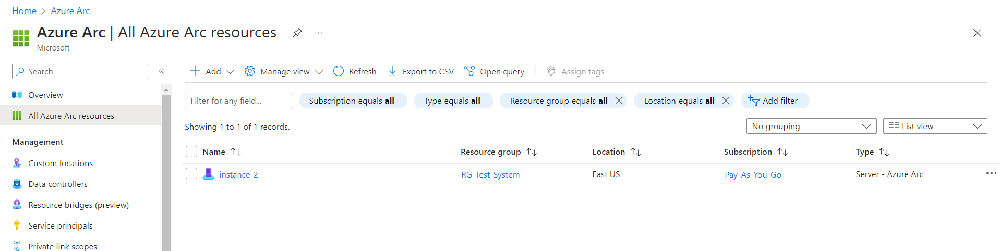 Home > Azure Arc
Azure Arc | All Azure Arc resources
Microsoft
Search
Overview
All Azure Arc resources
Management
Custom locations
Data controllers
Resource bridges (preview)
Service principals
Private link scopes
Add Manage view Refresh Export to CSV Open query Assign tags
Filter for any field... Subscription equals all Type equals all Resource group equals all Location equals all Add filter
Showing 1 to 1 of 1 records. No grouping List view
Name Resource group Location Subscription Type
instance-2 RG-Test-System East US Pay-As-You-Go Server - Azure Arc